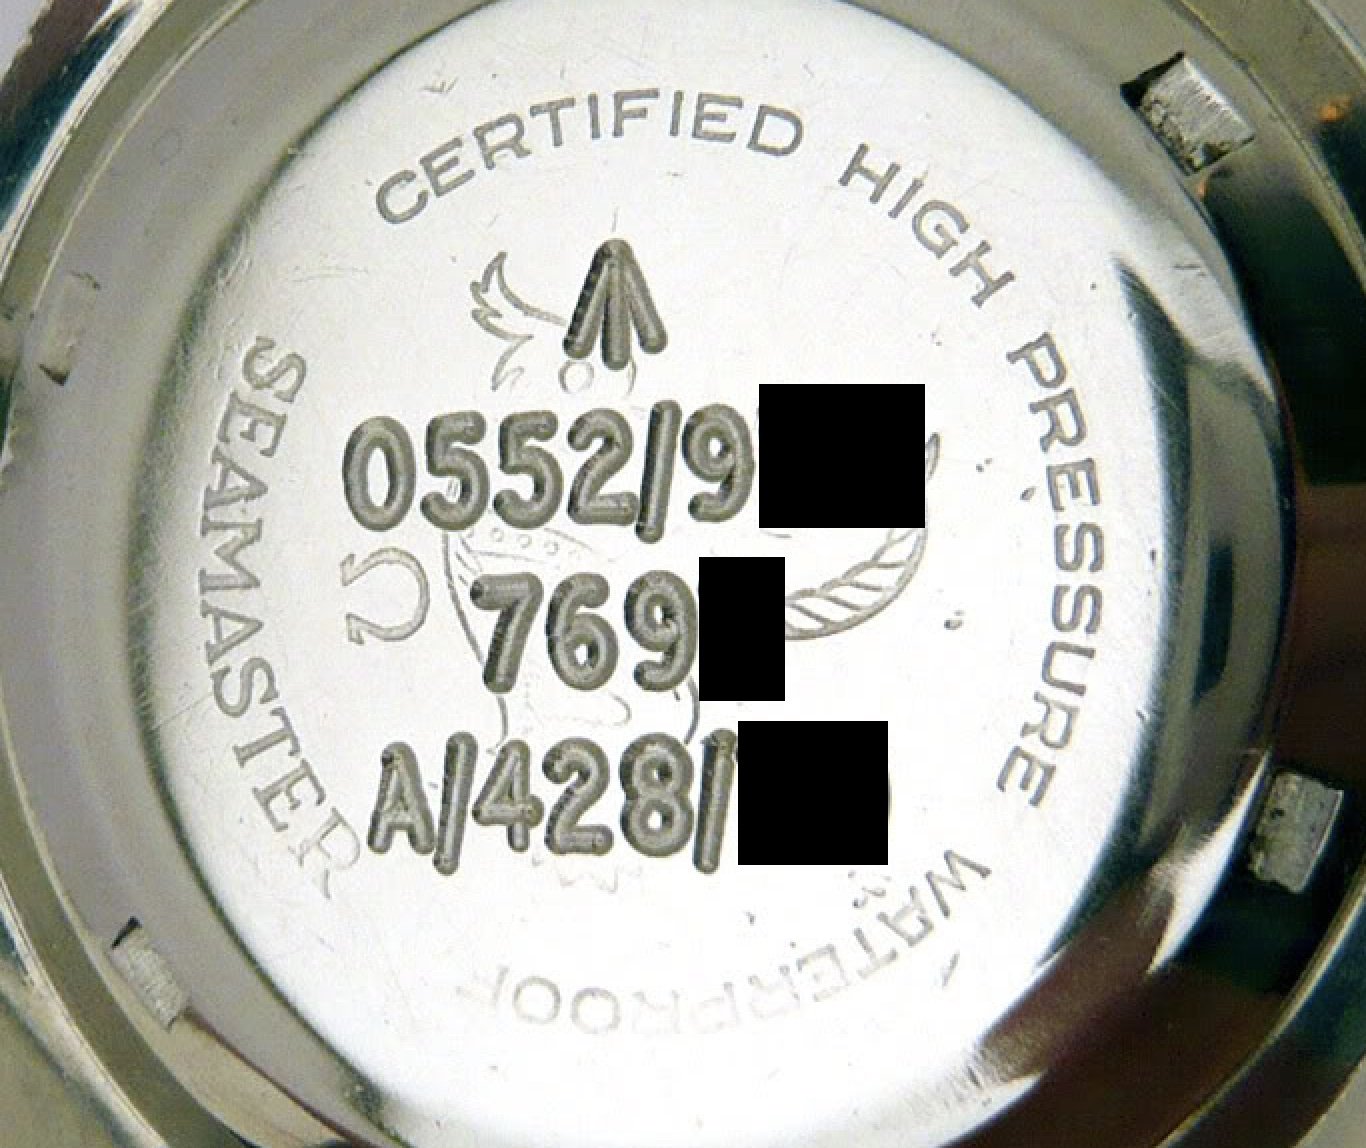 CERTIFIED HIGH PRESSURE WATERPROOF
SEAMASTER
Ω
0552/9
769
A/428/